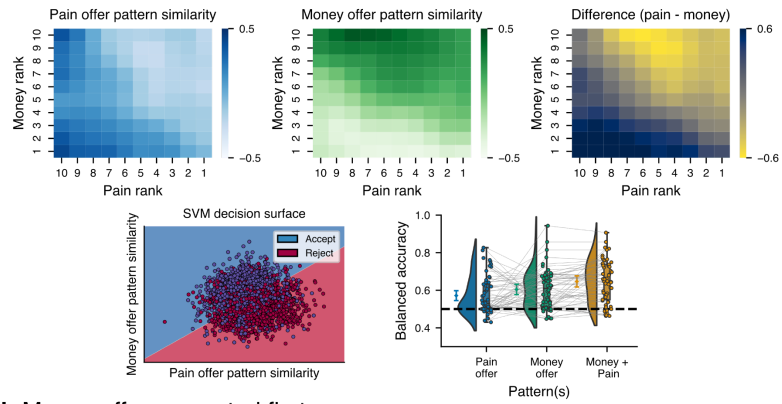 Pain offer pattern similarity
Money rank
10
9
8
7
6
5
4
3
2
1
10 9 8 7 6 5 4 3 2 1
Pain rank
0.5
−0.5
Money offer pattern similarity
Money rank
10
9
8
7
6
5
4
3
2
1
10 9 8 7 6 5 4 3 2 1
Pain rank
0.5
−0.5
Difference (pain - money)
Money rank
10
9
8
7
6
5
4
3
2
1
10 9 8 7 6 5 4 3 2 1
Pain rank
0.6
−0.6
SVM decision surface
Money offer pattern similarity
Accept
Reject
Pain offer pattern similarity
Balanced accuracy
1.0
0.8
0.6
0.4
Pain
offer
Money
offer
Money +
Pain
Pattern(s)